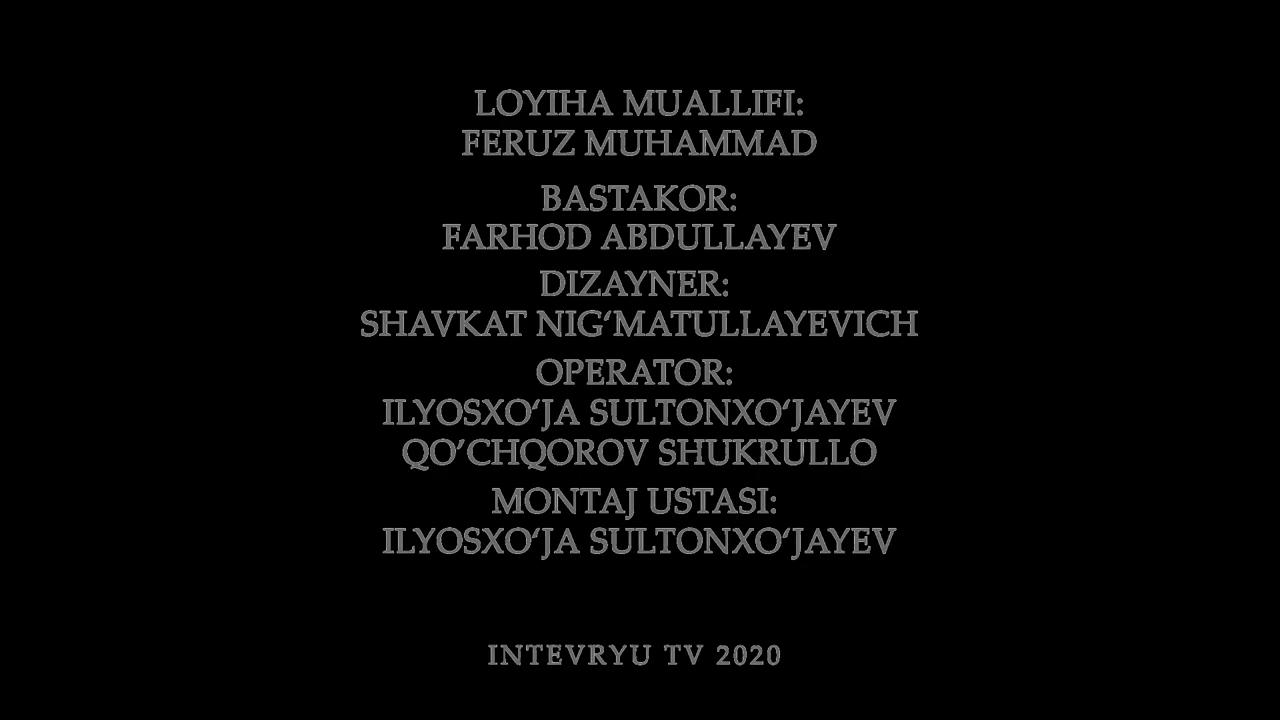 LOYIHA MUALLIFI:
FERUZ MUHAMMAD
BASTAKOR:
FARHOD ABDULLAYEV
DIZAYNER:
SHAVKAT NIG‘MATULLAYEVICH
OPERATOR:
ILYOSXO‘JA SULTONXO‘JAYEV
QO’CHQOROV SHUKRULLO
MONTAJ USTASI:
ILYOSXO‘JA SULTONXO‘JAYEV
INTEVRYU TV 2020